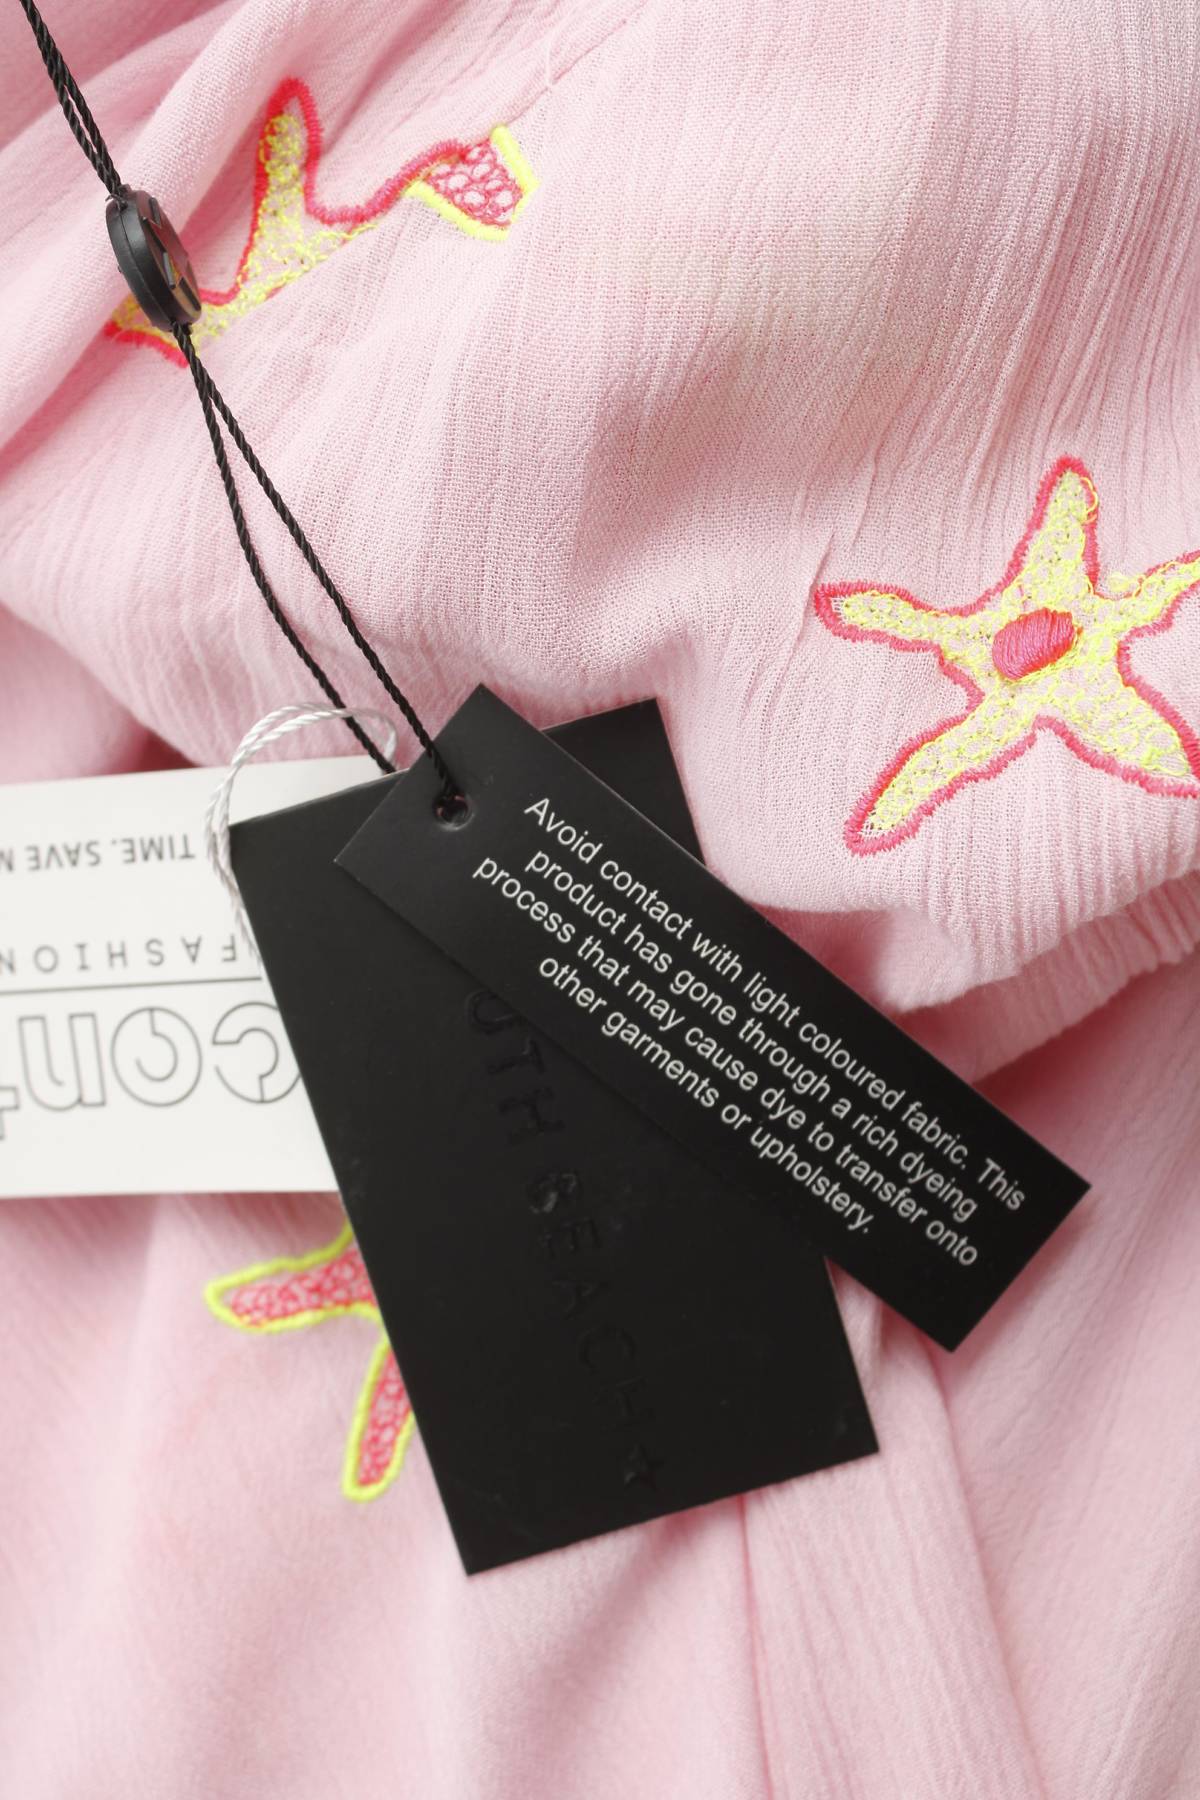 Avoid contact with light coloured fabric. This
product has gone through a rich dyeing
process that may cause dye to transfer onto
other garments or upholstery.
UTH BEACH
TIME. SAVE
FASHION